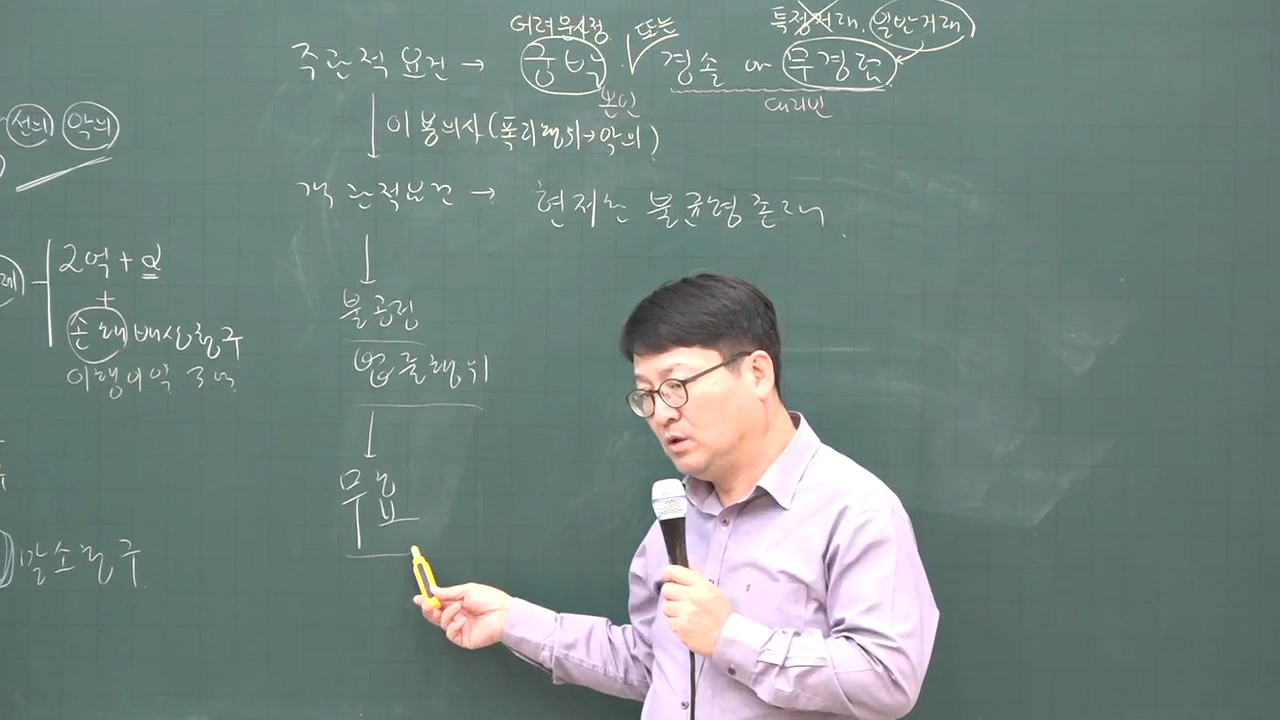 어려운사정 또는 특정거래, 일반거래
주관적 요건 → 궁박 경솔 or 무경험
본인 대리인
이용의사(폭리행위→악의)
선의 악의
객관적요건 → 현저한 불균형 존재
2억+α
+
손해배상청구
이행이익 3억
불공정
법률행위
무효
말소청구